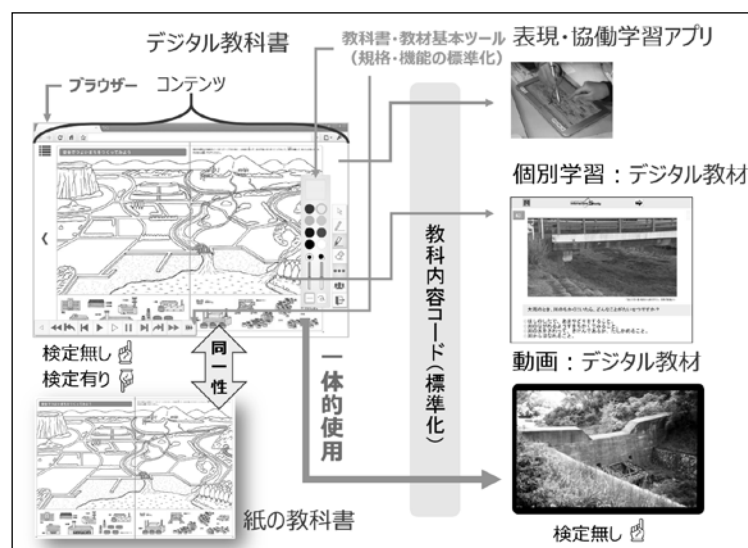 デジタル教科書
教科書・教材基本ツール
(規格・機能の標準化)
表現・協働学習アプリ
ブラウザー
コンテンツ
個別学習：デジタル教材
教科内容コード(標準化)
動画：デジタル教材
検定無し
検定有り
同一性
一体的使用
紙の教科書
検定無し